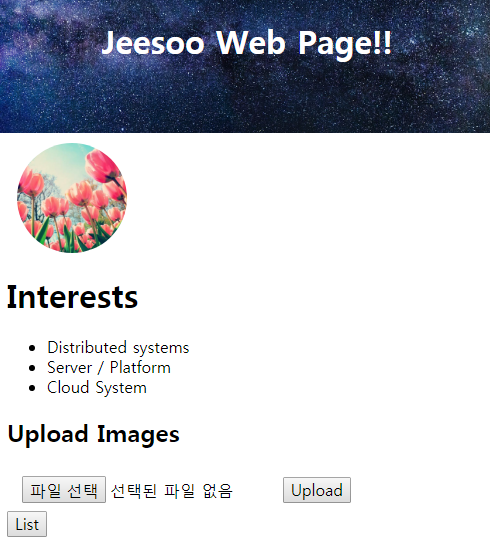 Jeesoo Web Page!!
Interests
Distributed systems
Server / Platform
Cloud System
Upload Images
파일 선택 선택된 파일 없음 Upload
List